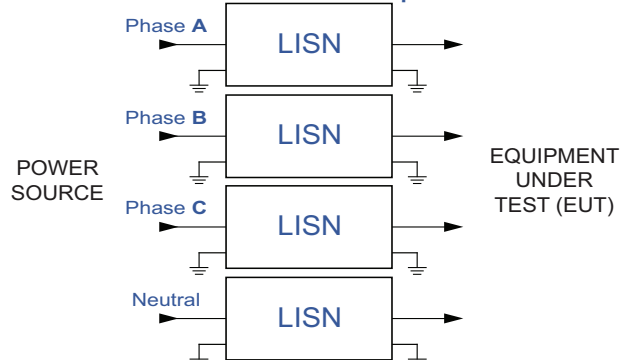 Phase A
LISN
Phase B
LISN
POWER
SOURCE
EQUIPMENT
UNDER
TEST (EUT)
Phase C
LISN
Neutral
LISN